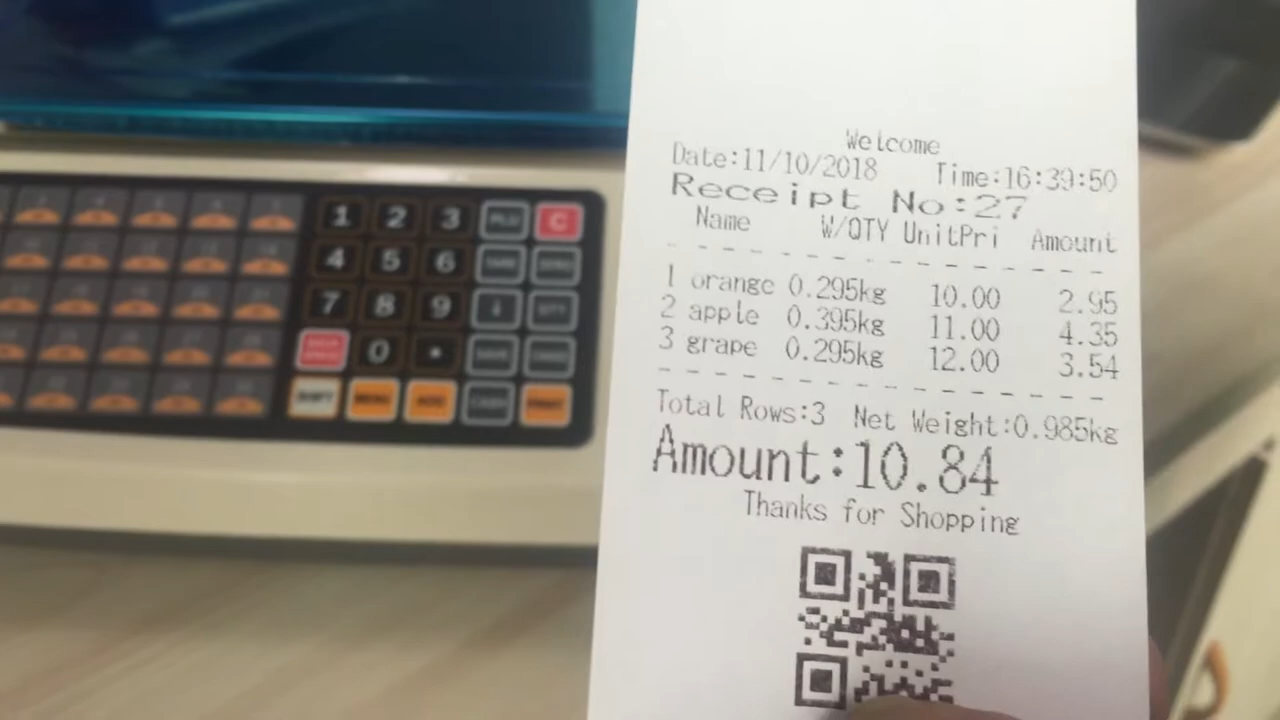 Welcome
Date:11/10/2018 Time:16:39:50
Receipt No:27
Name W/QTY UnitPri Amount
1 orange 0.295kg 10.00 2.95
2 apple 0.395kg 11.00 4.35
3 grape 0.295kg 12.00 3.54
Total Rows:3 Net Weight:0.985kg
Amount:10.84
Thanks for Shopping
1 2 3 PLU C
4 5 6
7 8 9
0 .